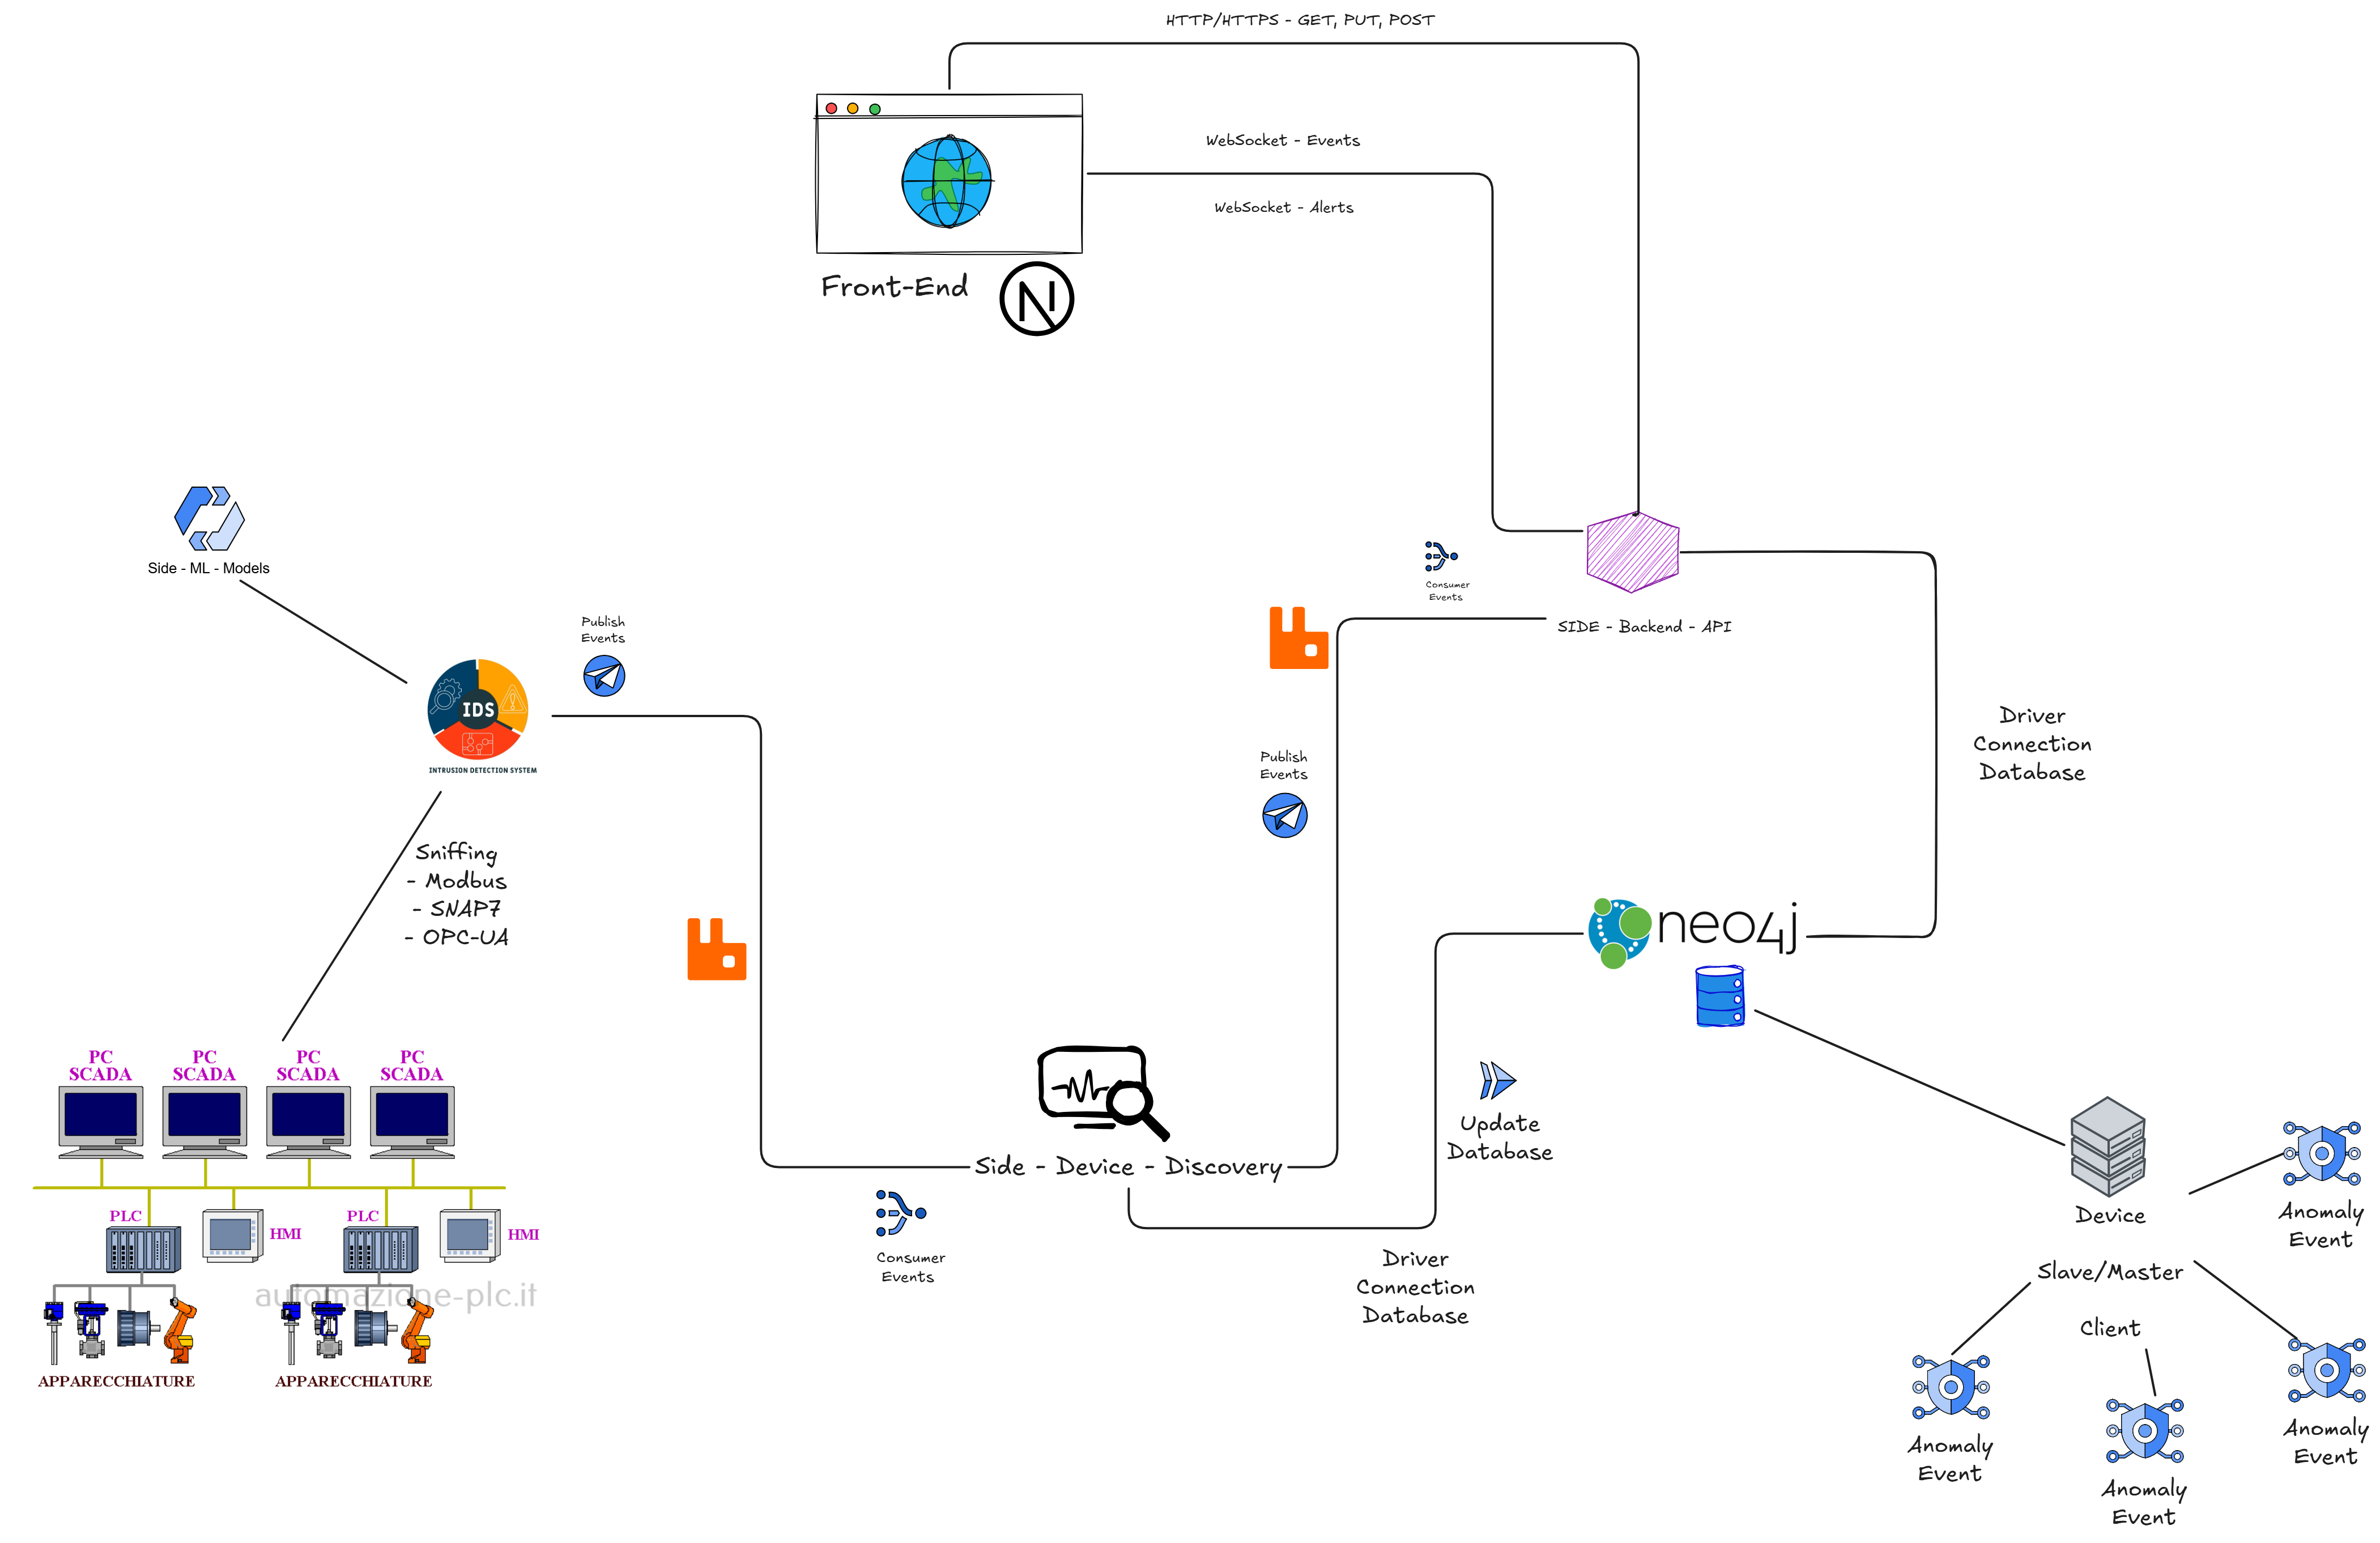 HTTP/HTTPS - GET, PUT, POST
WebSocket - Events
WebSocket - Alerts
Front-End
N
Side - ML - Models
Consumer
Events
SIDE - Backend - API
Publish
Events
IDS
INTRUSION DETECTION SYSTEM
Driver
Connection
Database
Publish
Events
Sniffing
- Modbus
- SNAP7
- OPC-UA
neo4j
PC
SCADA
PC
SCADA
PC
SCADA
PC
SCADA
Update
Database
Side - Device - Discovery
PLC
HMI
PLC
HMI
Device
Anomaly
Event
Consumer
Events
Driver
Connection
Database
Slave/Master
automazione-plc.it
Client
APPARECCHIATURE
APPARECCHIATURE
Anomaly
Event
Anomaly
Event
Anomaly
Event